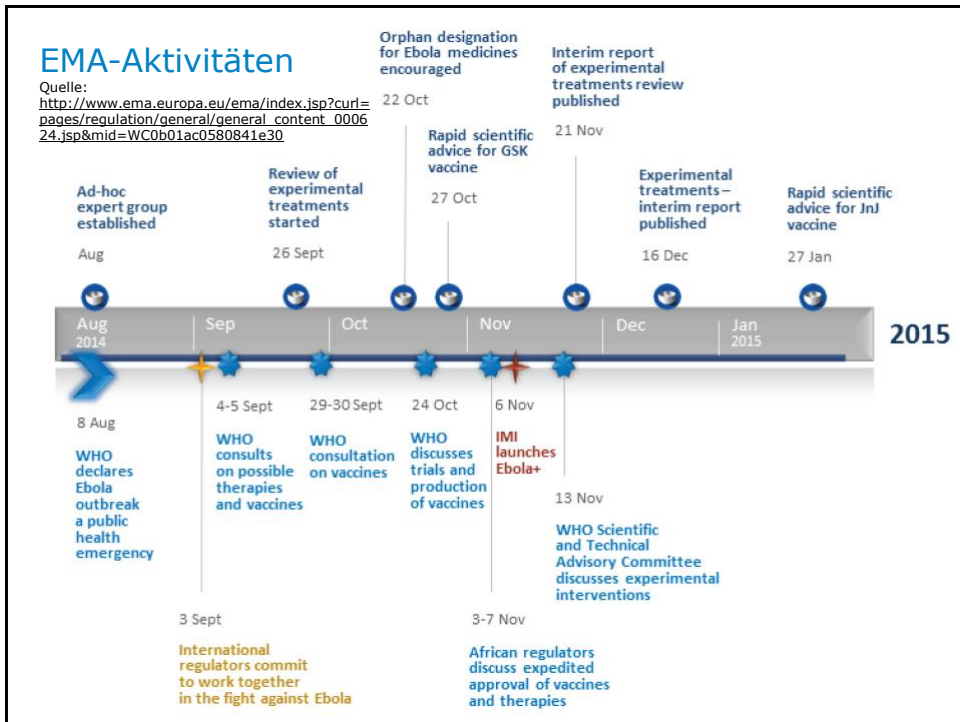 EMA-Aktivitäten
Quelle:
http://www.ema.europa.eu/ema/index.jsp?curl=
pages/regulation/general/general_content_0006
24.jsp&mid=WC0b01ac0580841e30
Orphan designation
for Ebola medicines
encouraged
22 Oct
Interim report
of experimental
treatments review
published
21 Nov
Ad-hoc
expert group
established
Aug
Review of
experimental
treatments
started
26 Sept
Rapid scientific
advice for GSK
vaccine
27 Oct
Experimental
treatments –
interim report
published
16 Dec
Rapid scientific
advice for JnJ
vaccine
27 Jan
Aug
2014
Sep
Oct
Nov
Dec
Jan
2015
2015
8 Aug
WHO
declares
Ebola
outbreak
a public
health
emergency
4-5 Sept
WHO
consults
on possible
therapies
and vaccines
29-30 Sept
WHO
consultation
on vaccines
24 Oct
WHO
discusses
trials and
production
of vaccines
6 Nov
IMI
launches
Ebola+
13 Nov
WHO Scientific
and Technical
Advisory Committee
discusses experimental
interventions
3 Sept
International
regulators commit
to work together
in the fight against Ebola
3-7 Nov
African regulators
discuss expedited
approval of vaccines
and therapies